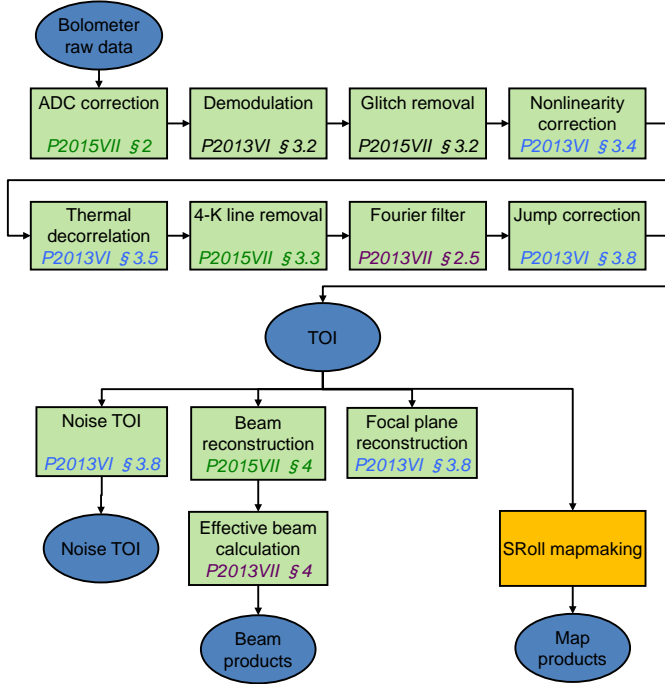 Bolometer
raw data
ADC correction
P2015VII § 2
Demodulation
P2013VI § 3.2
Glitch removal
P2015VII § 3.2
Nonlinearity
correction
P2013VI § 3.4
Thermal
decorrelation
P2013VI § 3.5
4-K line removal
P2015VII § 3.3
Fourier filter
P2013VII § 2.5
Jump correction
P2013VI § 3.8
TOI
Noise TOI
P2013VI § 3.8
Beam
reconstruction
P2015VII § 4
Focal plane
reconstruction
P2013VI § 3.8
Noise TOI
Effective beam
calculation
P2013VII § 4
SRoll mapmaking
Beam
products
Map
products